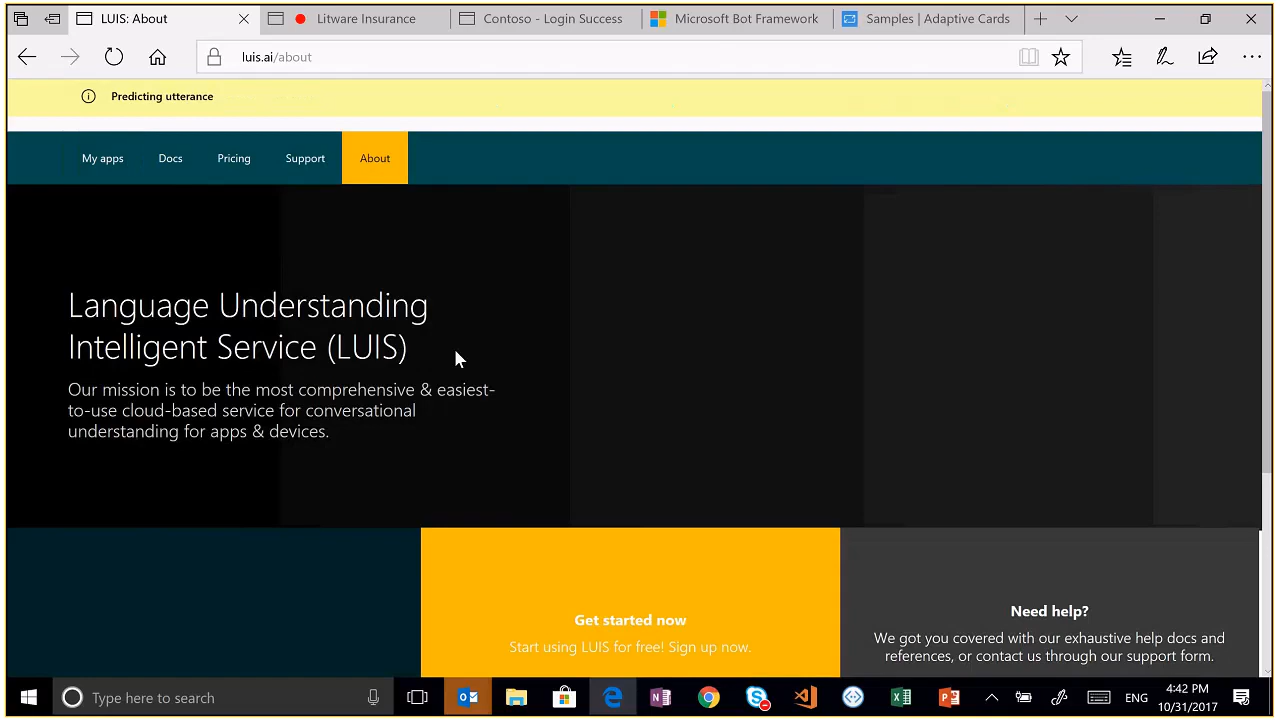 LUIS: About
Litware Insurance
Contoso - Login Success
Microsoft Bot Framework
Samples | Adaptive Cards
luis.ai/about
Predicting utterance
My apps
Docs
Pricing
Support
About
Language Understanding
Intelligent Service (LUIS)
Our mission is to be the most comprehensive & easiest-
to-use cloud-based service for conversational
understanding for apps & devices.
Get started now
Start using LUIS for free! Sign up now.
Need help?
We got you covered with our exhaustive help docs and
references, or contact us through our support form.
Type here to search
ENG
4:42 PM
10/31/2017